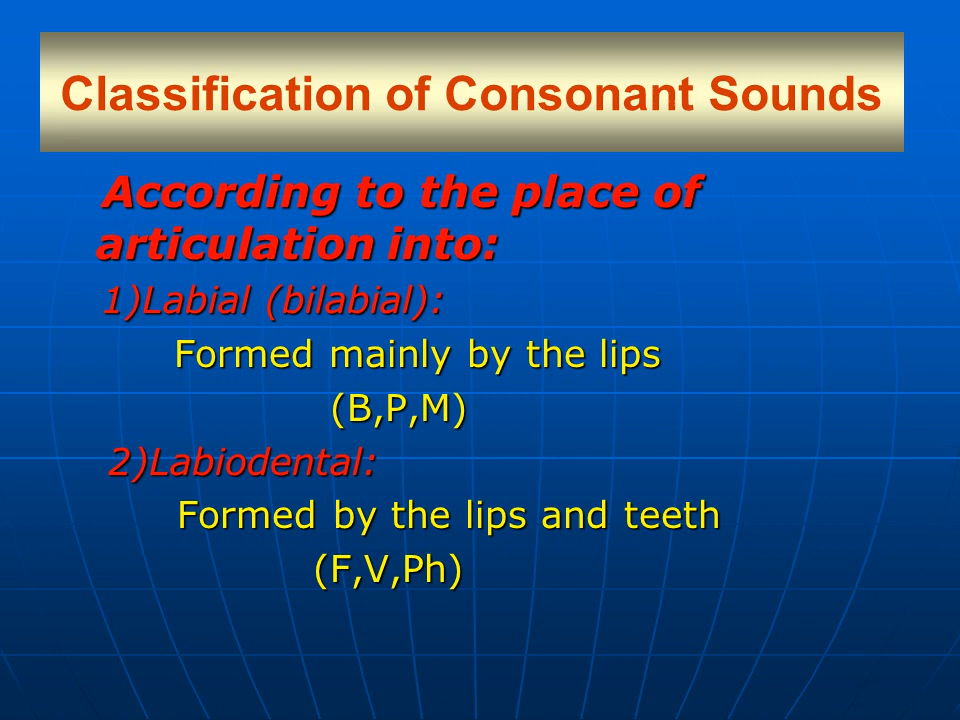 Classification of Consonant Sounds
According to the place of
articulation into:
1)Labial (bilabial):
Formed mainly by the lips
(B,P,M)
2)Labiodental:
Formed by the lips and teeth
(F,V,Ph)